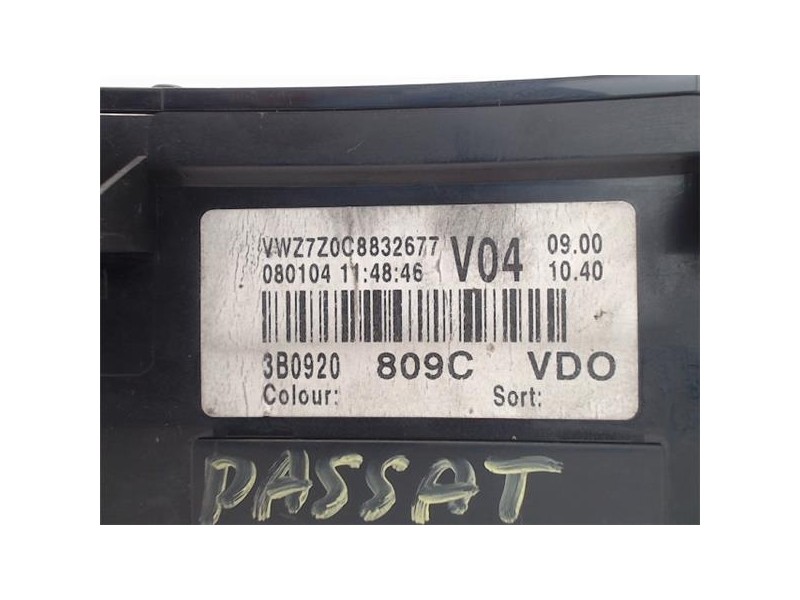 VWZ7Z0C8832677 V04 09.00
080104 11:48:46 10.40
3B0920 809C VDO
Colour: Sort:
PASSAT